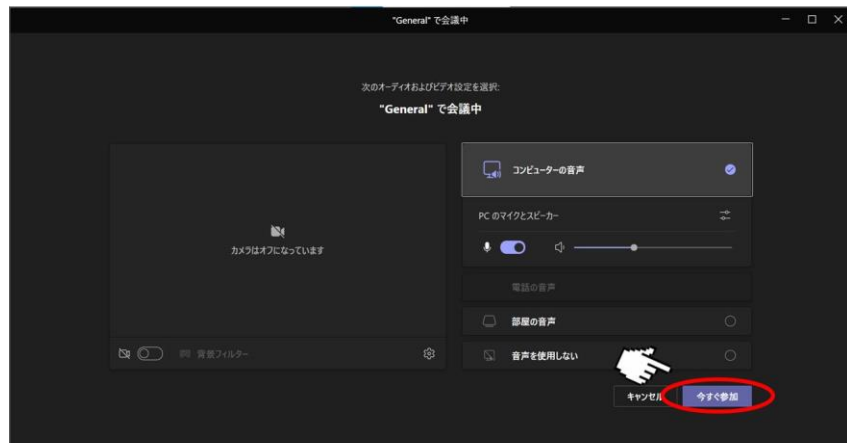 "General" で会議中
次のオーディオおよびビデオ設定を選択:
"General" で会議中
カメラはオフになっています
背景フィルター
コンピューターの音声
PC のマイクとスピーカー
電話の音声
部屋の音声
音声を使用しない
キャンセル
今すぐ参加